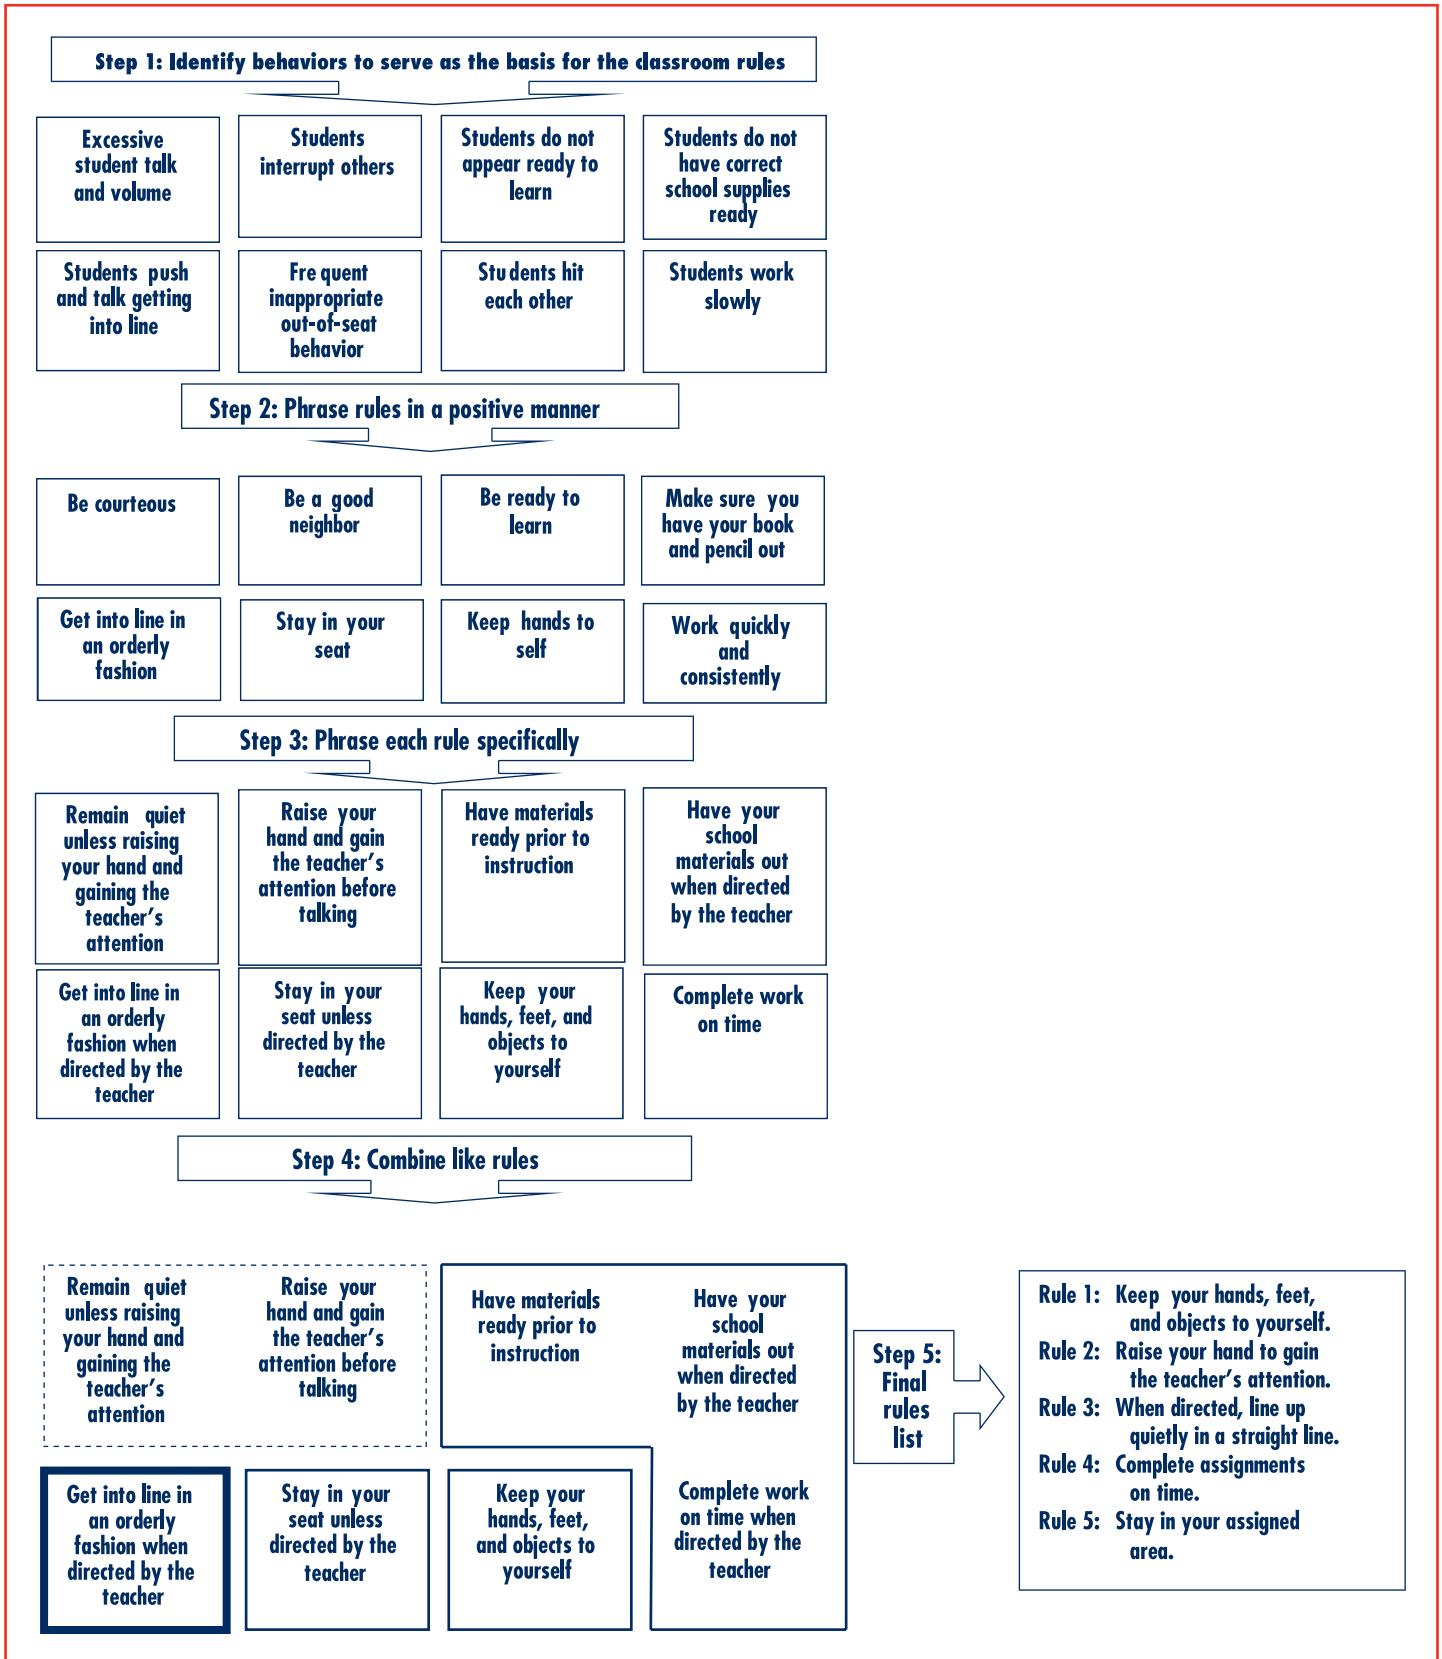 Step 1: Identify behaviors to serve as the basis for the classroom rules
Excessive
student talk
and volume
Students
interrupt others
Students do not
appear ready to
learn
Students do not
have correct
school supplies
ready
Students push
and talk getting
into line
Fre quent
inappropriate
out-of-seat
behavior
Stu dents hit
each other
Students work
slowly
Step 2: Phrase rules in a positive manner
Be courteous
Be a good
neighbor
Be ready to
learn
Make sure you
have your book
and pencil out
Get into line in
an orderly
fashion
Stay in your
seat
Keep hands to
self
Work quickly
and
consistently
Step 3: Phrase each rule specifically
Remain quiet
unless raising
your hand and
gaining the
teacher's
attention
Raise your
hand and gain
the teacher's
attention before
talking
Have materials
ready prior to
instruction
Have your
school
materials out
when directed
by the teacher
Get into line in
an orderly
fashion when
directed by the
teacher
Stay in your
seat unless
directed by the
teacher
Keep your
hands, feet, and
objects to
yourself
Complete work
on time
Step 4: Combine like rules
Remain quiet
unless raising
your hand and
gaining the
teacher's
attention
Raise your
hand and gain
the teacher's
attention before
talking
Have materials
ready prior to
instruction
Have your
school
materials out
when directed
by the teacher
Get into line in
an orderly
fashion when
directed by the
teacher
Stay in your
seat unless
directed by the
teacher
Keep your
hands, feet,
and objects to
yourself
Complete work
on time when
directed by the
teacher
Step 5:
Final
rules
list
Rule 1: Keep your hands, feet,
and objects to yourself.
Rule 2: Raise your hand to gain
the teacher's attention.
Rule 3: When directed, line up
quietly in a straight line.
Rule 4: Complete assignments
on time.
Rule 5: Stay in your assigned
area.